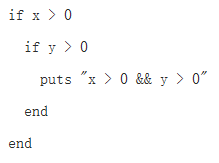 if x > 0
if y > 0
puts "x > 0 && y > 0"
end
end